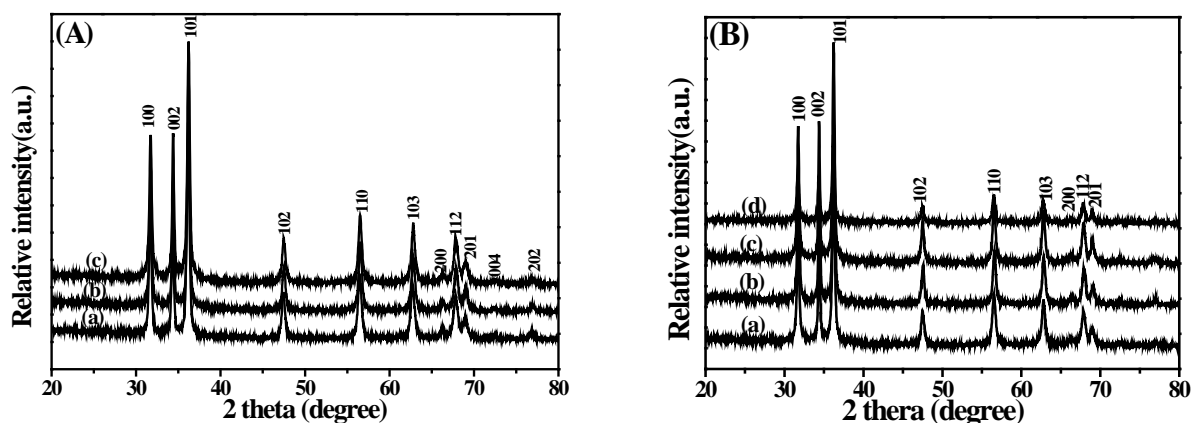 (A)
Relative intensity(a.u.)
100
002
101
102
110
103
200
112
201
004
202
(c)
(b)
(a)
20 30 40 50 60 70 80
2 theta (degree)
(B)
Relative intensity(a.u.)
100
002
101
102
110
103
200
112
201
(d)
(c)
(b)
(a)
20 30 40 50 60 70 80
2 thera (degree)